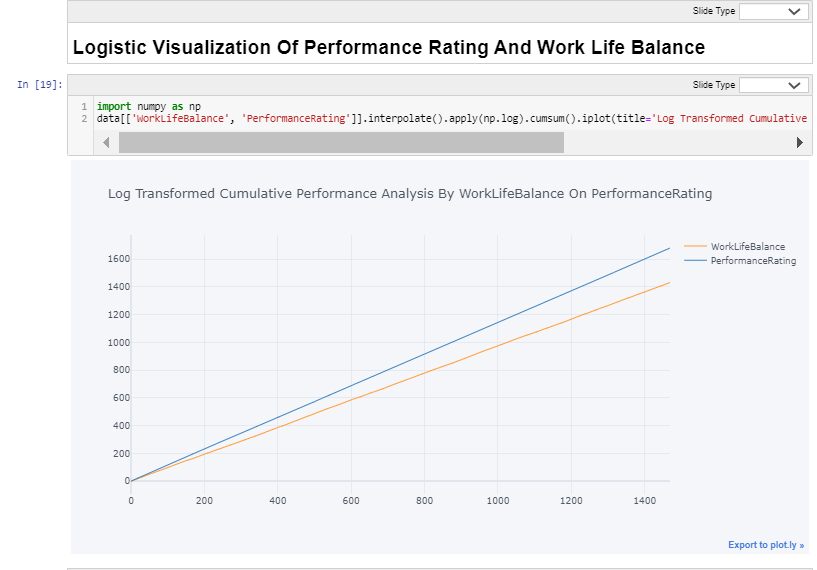 Slide Type
Logistic Visualization Of Performance Rating And Work Life Balance
In [19]:
Slide Type
1 import numpy as np
2 data[['WorkLifeBalance', 'PerformanceRating']].interpolate().apply(np.log).cumsum().iplot(title='Log Transformed Cumulative
Log Transformed Cumulative Performance Analysis By WorkLifeBalance On PerformanceRating
WorkLifeBalance
PerformanceRating
1600
1400
1200
1000
800
600
400
200
0
0 200 400 600 800 1000 1200 1400
Export to plot.ly »